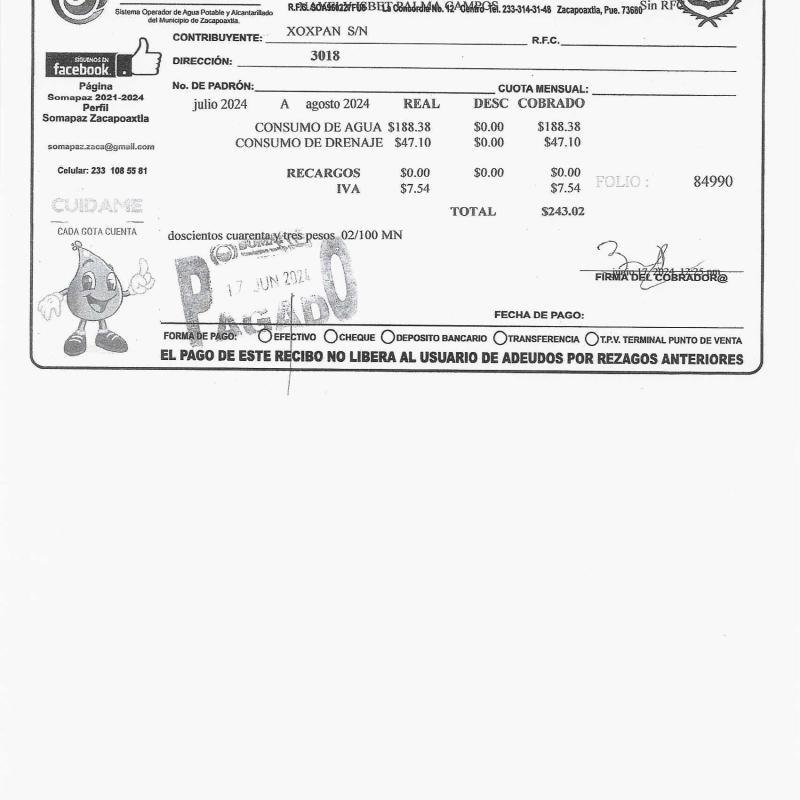 Sistema Operador de Agua Potable y Alcantarillado
del Municipio de Zacapoaxtla.
PALMA CAMPOS
La Concordia No. 12 Centro Tel. 233-314-31-48 Zacapoaxtla, Pue. 73680
Sin RFC
CONTRIBUYENTE: XOXPAN S/N
R.F.C.
DIRECCIÓN: 3018
No. DE PADRÓN:
CUOTA MENSUAL:
SIGUENOS EN
facebook.
Página
Somapaz 2021-2024
Perfil
Somapaz Zacapoaxtla
somapaz.zaca@gmail.com
Celular: 233 108 55 81
CUIDAME
CADA GOTA CUENTA
julio 2024 A agosto 2024 REAL DESC COBRADO
CONSUMO DE AGUA $188.38 $0.00 $188.38
CONSUMO DE DRENAJE $47.10 $0.00 $47.10
RECARGOS $0.00 $0.00 $0.00
IVA $7.54 $7.54
FOLIO : 84990
TOTAL $243.02
doscientos cuarenta y tres pesos 02/100 MN
17 JUN 2024
PAGADO
junio 17, 2024 12:25 pm
FIRMA DEL COBRADOR@
FECHA DE PAGO:
FORMA DE PAGO: EFECTIVO CHEQUE DEPOSITO BANCARIO TRANSFERENCIA T.P.V. TERMINAL PUNTO DE VENTA
EL PAGO DE ESTE RECIBO NO LIBERA AL USUARIO DE ADEUDOS POR REZAGOS ANTERIORES